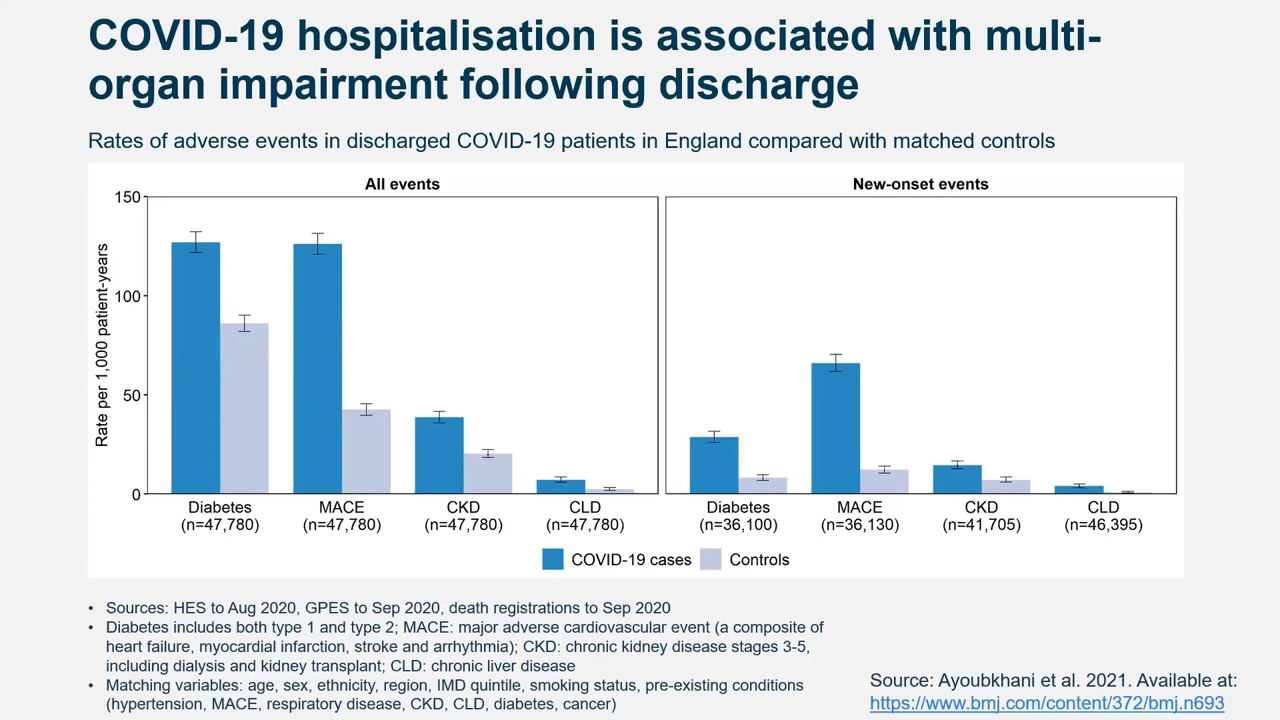 COVID-19 hospitalisation is associated with multi-
organ impairment following discharge
Rates of adverse events in discharged COVID-19 patients in England compared with matched controls
All events
New-onset events
Rate per 1,000 patient-years
150
100
50
0
Diabetes
(n=47,780)
MACE
(n=47,780)
CKD
(n=47,780)
CLD
(n=47,780)
Diabetes
(n=36,100)
MACE
(n=36,130)
CKD
(n=41,705)
CLD
(n=46,395)
COVID-19 cases
Controls
• Sources: HES to Aug 2020, GPES to Sep 2020, death registrations to Sep 2020
• Diabetes includes both type 1 and type 2; MACE: major adverse cardiovascular event (a composite of
heart failure, myocardial infarction, stroke and arrhythmia); CKD: chronic kidney disease stages 3-5,
including dialysis and kidney transplant; CLD: chronic liver disease
• Matching variables: age, sex, ethnicity, region, IMD quintile, smoking status, pre-existing conditions
(hypertension, MACE, respiratory disease, CKD, CLD, diabetes, cancer)
Source: Ayoubkhani et al. 2021. Available at:
https://www.bmj.com/content/372/bmj.n693